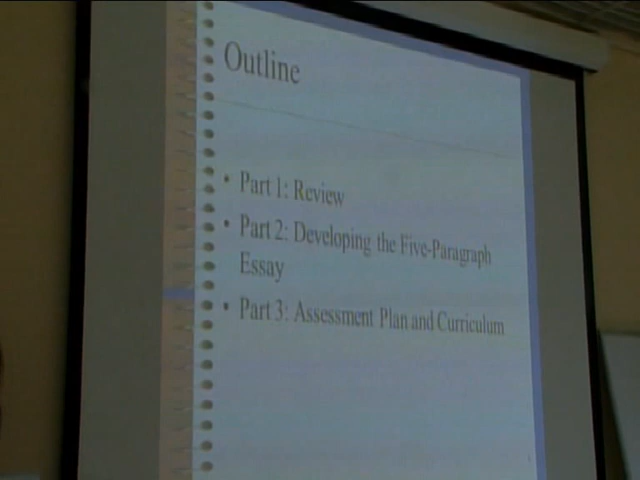 Outline
• Part 1: Review
• Part 2: Developing the Five-Paragraph
Essay
• Part 3: Assessment Plan and Curriculum